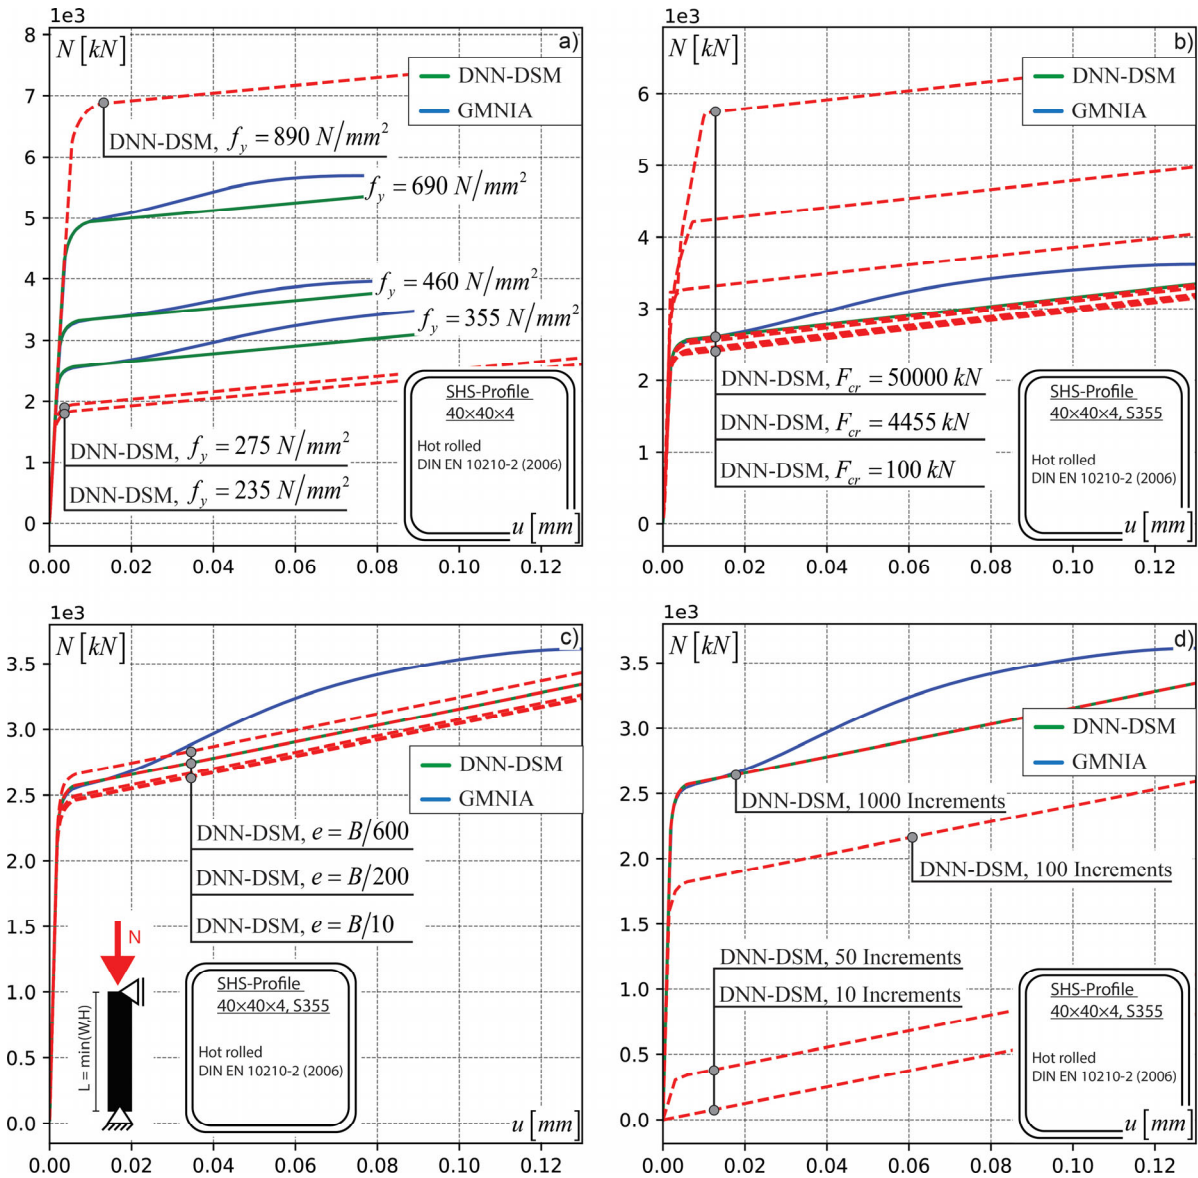 1e3
a)
N [kN]
8
7
6
5
4
3
2
1
0
DNN-DSM
GMNIA
DNN-DSM, f_y = 890 N/mm²
f_y = 690 N/mm²
f_y = 460 N/mm²
f_y = 355 N/mm²
DNN-DSM, f_y = 275 N/mm²
DNN-DSM, f_y = 235 N/mm²
SHS-Profile
40×40×4
Hot rolled
DIN EN 10210-2 (2006)
u [mm]
0.00 0.02 0.04 0.06 0.08 0.10 0.12
1e3
b)
N [kN]
6
5
4
3
2
1
0
DNN-DSM
GMNIA
DNN-DSM, F_cr = 50000 kN
DNN-DSM, F_cr = 4455 kN
DNN-DSM, F_cr = 100 kN
SHS-Profile
40×40×4, S355
Hot rolled
DIN EN 10210-2 (2006)
u [mm]
0.00 0.02 0.04 0.06 0.08 0.10 0.12
1e3
c)
N [kN]
3.5
3.0
2.5
2.0
1.5
1.0
0.5
0.0
DNN-DSM
GMNIA
DNN-DSM, e = B/600
DNN-DSM, e = B/200
DNN-DSM, e = B/10
N
L = min(W,H)
SHS-Profile
40×40×4, S355
Hot rolled
DIN EN 10210-2 (2006)
u [mm]
0.00 0.02 0.04 0.06 0.08 0.10 0.12
1e3
d)
N [kN]
3.5
3.0
2.5
2.0
1.5
1.0
0.5
0.0
DNN-DSM
GMNIA
DNN-DSM, 1000 Increments
DNN-DSM, 100 Increments
DNN-DSM, 50 Increments
DNN-DSM, 10 Increments
SHS-Profile
40×40×4, S355
Hot rolled
DIN EN 10210-2 (2006)
u [mm]
0.00 0.02 0.04 0.06 0.08 0.10 0.12